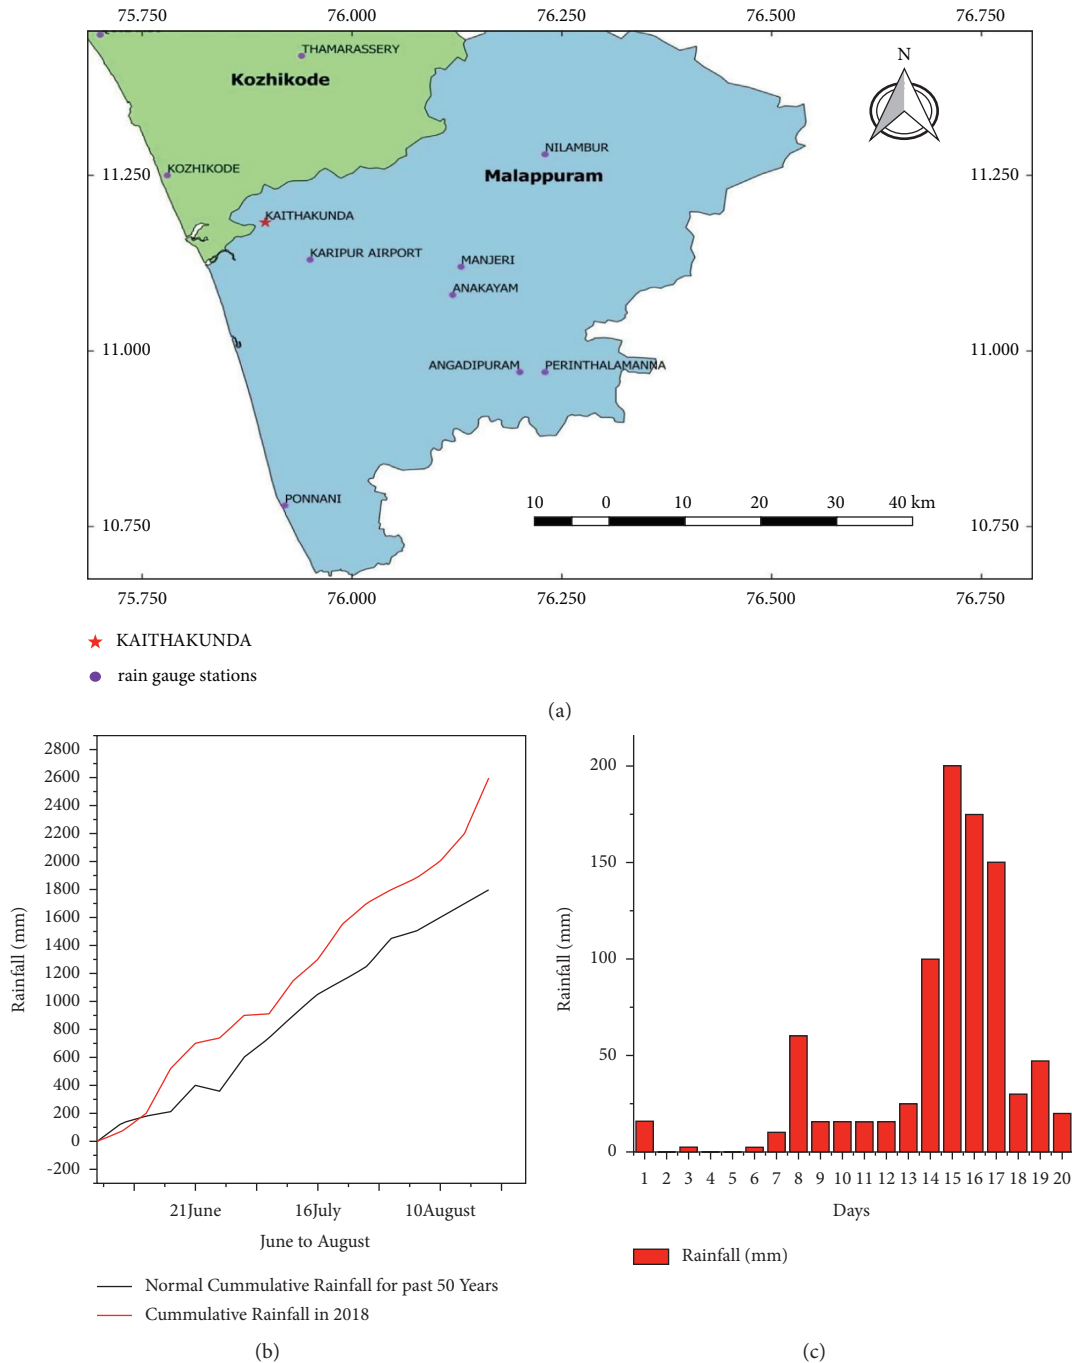 75.750 76.000 76.250 76.500 76.750
N
THAMARASSERY
Kozhikode
NILAMBUR
KOZHIKODE
11.250 Malappuram 11.250
KAITHAKUNDA
KARIPUR AIRPORT
MANJERI
ANAKAYAM
11.000 11.000
ANGADIPURAM PERINTHALAMANNA
PONNANI
10 0 10 20 30 40 km
10.750 10.750
75.750 76.000 76.250 76.500 76.750
KAITHAKUNDA
rain gauge stations
(a)
Rainfall (mm)
2800
2600
2400
2200
2000
1800
1600
1400
1200
1000
800
600
400
200
0
-200
21June 16July 10August
June to August
Normal Cummulative Rainfall for past 50 Years
Cummulative Rainfall in 2018
(b)
Rainfall (mm)
200
150
100
50
0
1 2 3 4 5 6 7 8 9 10 11 12 13 14 15 16 17 18 19 20
Days
Rainfall (mm)
(c)